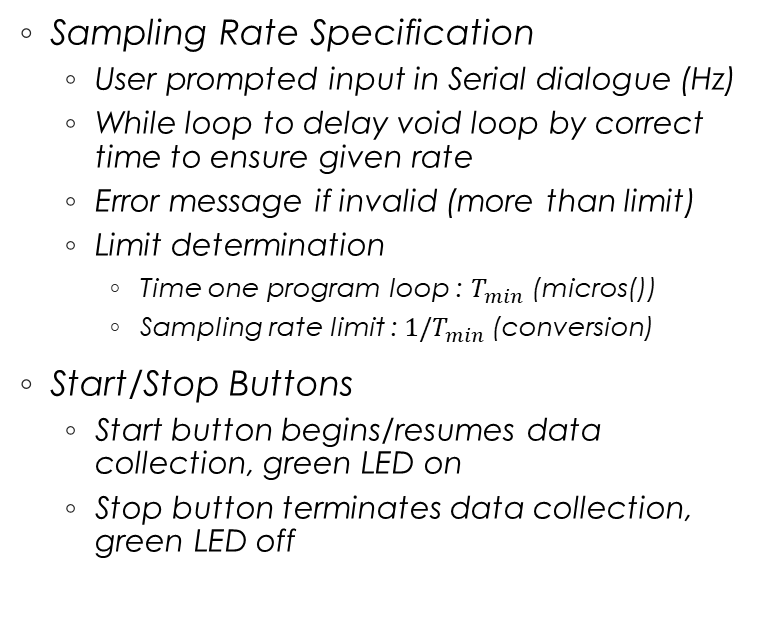 ◦ Sampling Rate Specification
◦ User prompted input in Serial dialogue (Hz)
◦ While loop to delay void loop by correct
time to ensure given rate
◦ Error message if invalid (more than limit)
◦ Limit determination
◦ Time one program loop : T_min (micros())
◦ Sampling rate limit : 1/T_min (conversion)
◦ Start/Stop Buttons
◦ Start button begins/resumes data
collection, green LED on
◦ Stop button terminates data collection,
green LED off